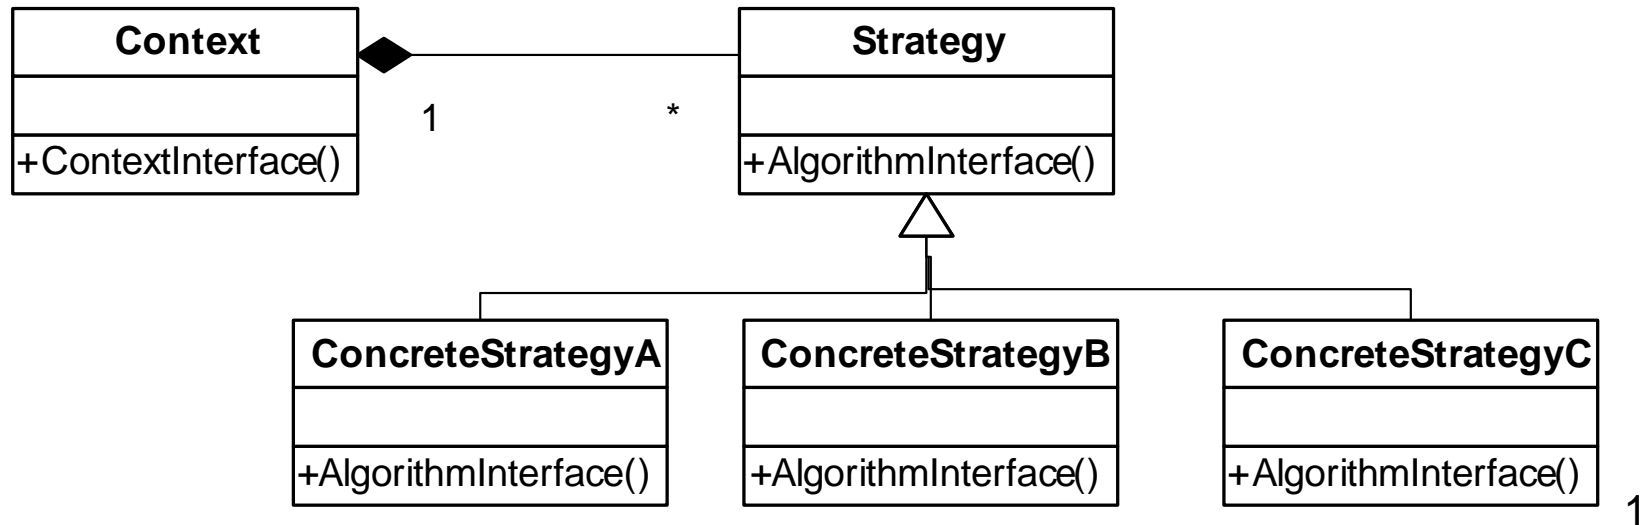 Context
Strategy
1
*
+ContextInterface()
+AlgorithmInterface()
ConcreteStrategyA
ConcreteStrategyB
ConcreteStrategyC
+AlgorithmInterface()
+AlgorithmInterface()
+AlgorithmInterface()
1